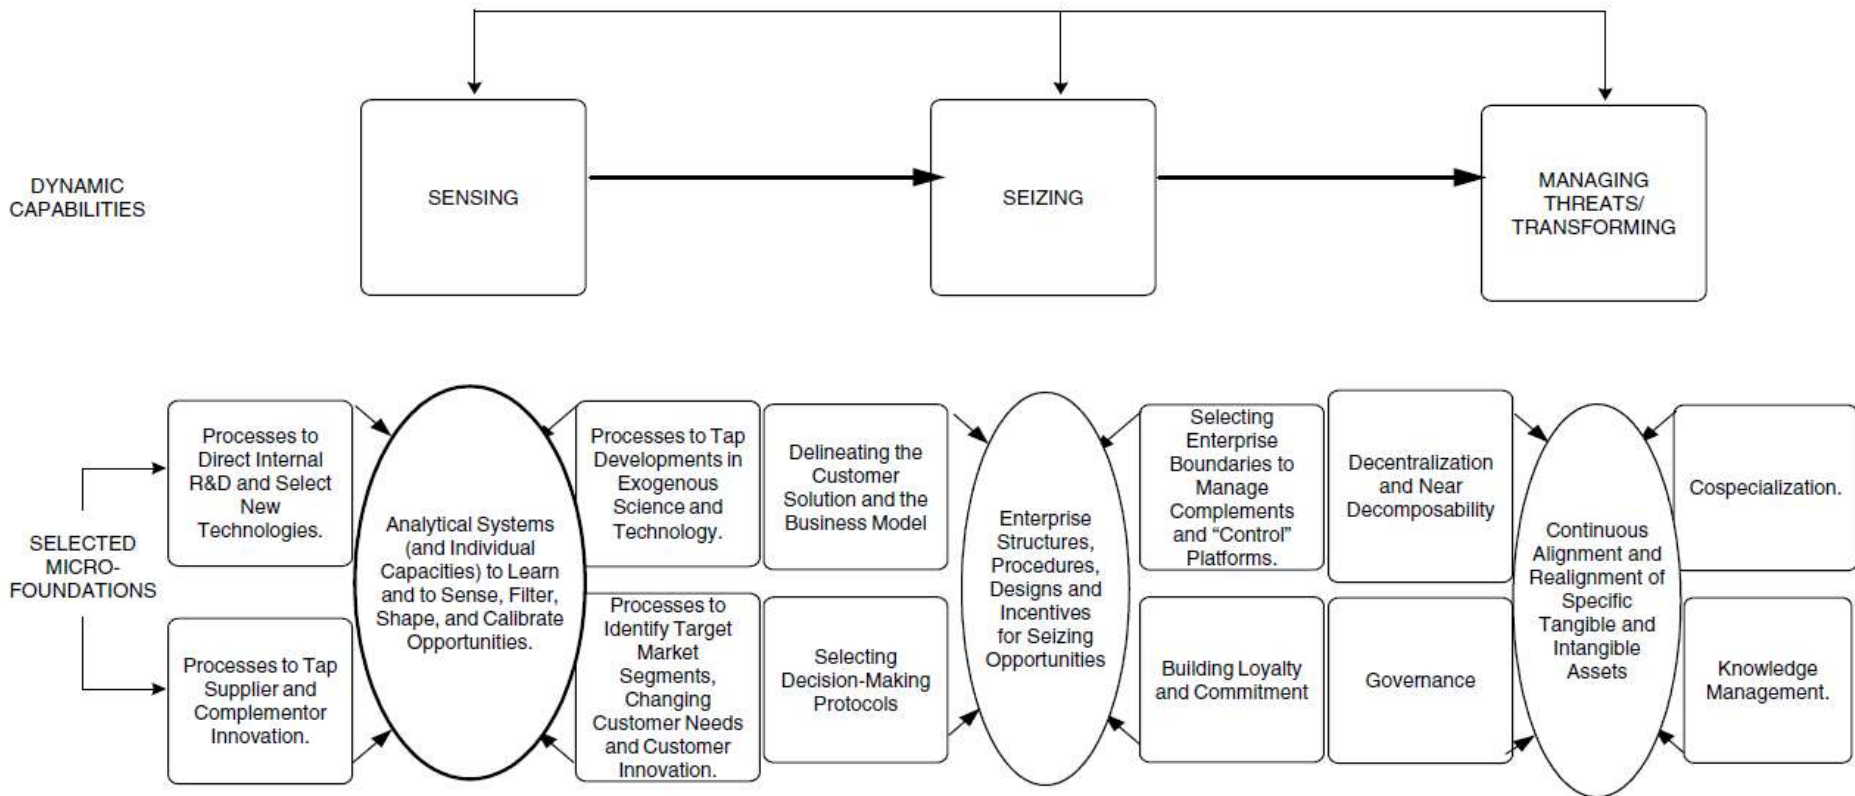 DYNAMIC
CAPABILITIES
SENSING
SEIZING
MANAGING
THREATS/
TRANSFORMING
SELECTED
MICRO-
FOUNDATIONS
Processes to
Direct Internal
R&D and Select
New
Technologies.
Processes to Tap
Supplier and
Complementor
Innovation.
Analytical Systems
(and Individual
Capacities) to Learn
and to Sense, Filter,
Shape, and Calibrate
Opportunities.
Processes to Tap
Developments in
Exogenous
Science and
Technology.
Processes to
Identify Target
Market
Segments,
Changing
Customer Needs
and Customer
Innovation.
Delineating the
Customer
Solution and the
Business Model
Selecting
Decision-Making
Protocols
Enterprise
Structures,
Procedures,
Designs and
Incentives
for Seizing
Opportunities
Selecting
Enterprise
Boundaries to
Manage
Complements
and “Control”
Platforms.
Building Loyalty
and Commitment
Decentralization
and Near
Decomposability
Governance
Continuous
Alignment and
Realignment of
Specific
Tangible and
Intangible
Assets
Cospecialization.
Knowledge
Management.